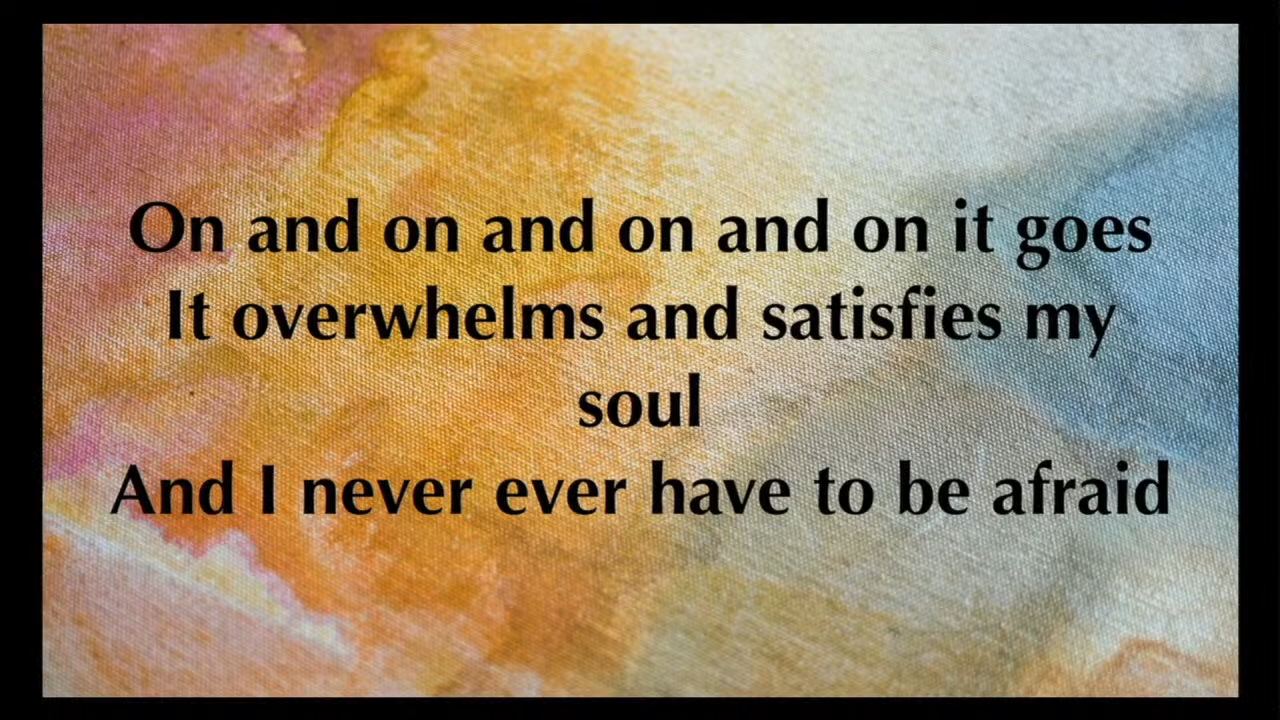 On and on and on and on it goes
It overwhelms and satisfies my
soul
And I never ever have to be afraid